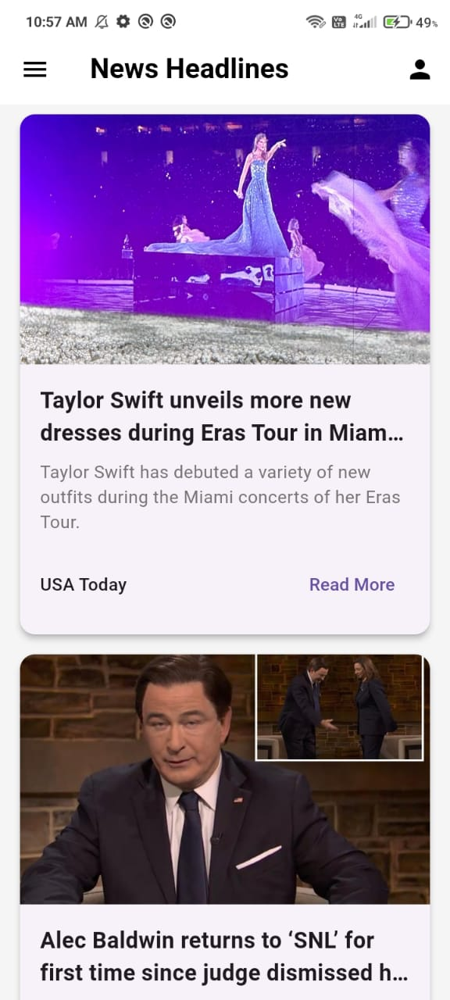 10:57 AM
Vo LTE 4G 49%
News Headlines
Taylor Swift unveils more new
dresses during Eras Tour in Miam...
Taylor Swift has debuted a variety of new
outfits during the Miami concerts of her Eras
Tour.
USA Today
Read More
Alec Baldwin returns to ‘SNL’ for
first time since judge dismissed h...